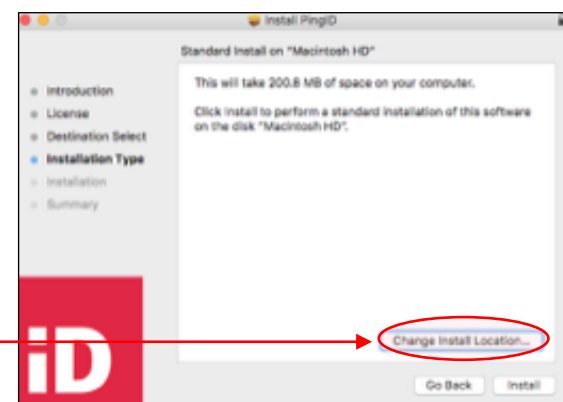 Install PingID
Standard Install on "Macintosh HD"
Introduction
License
Destination Select
Installation Type
Installation
Summary
This will take 200.8 MB of space on your computer.
Click Install to perform a standard installation of this software
on the disk "Macintosh HD".
Change Install Location...
Go Back
Install
iD